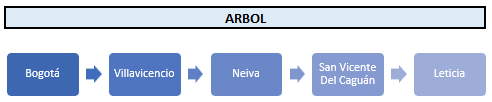 ARBOL
Bogotá
Villavicencio
Neiva
San Vicente
Del Caguán
Leticia